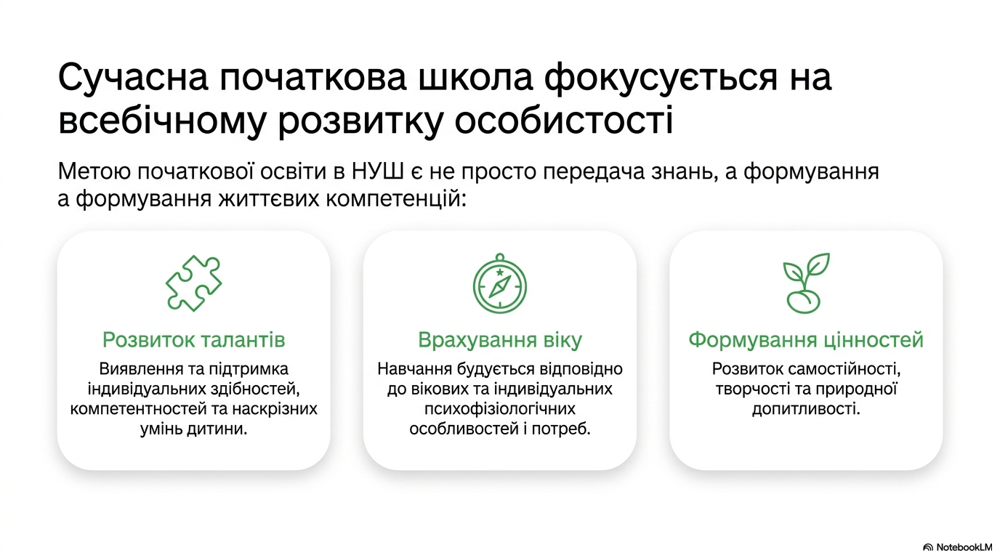 Сучасна початкова школа фокусується на
всебічному розвитку особистості
Метою початкової освіти в НУШ є не просто передача знань, а формування
а формування життєвих компетенцій:
Розвиток талантів
Виявлення та підтримка
індивідуальних здібностей,
компетентностей та наскрізних
умінь дитини.
Врахування віку
Навчання будується відповідно
до вікових та індивідуальних
психофізіологічних
особливостей і потреб.
Формування цінностей
Розвиток самостійності,
творчості та природної
допитливості.
NotebookLM